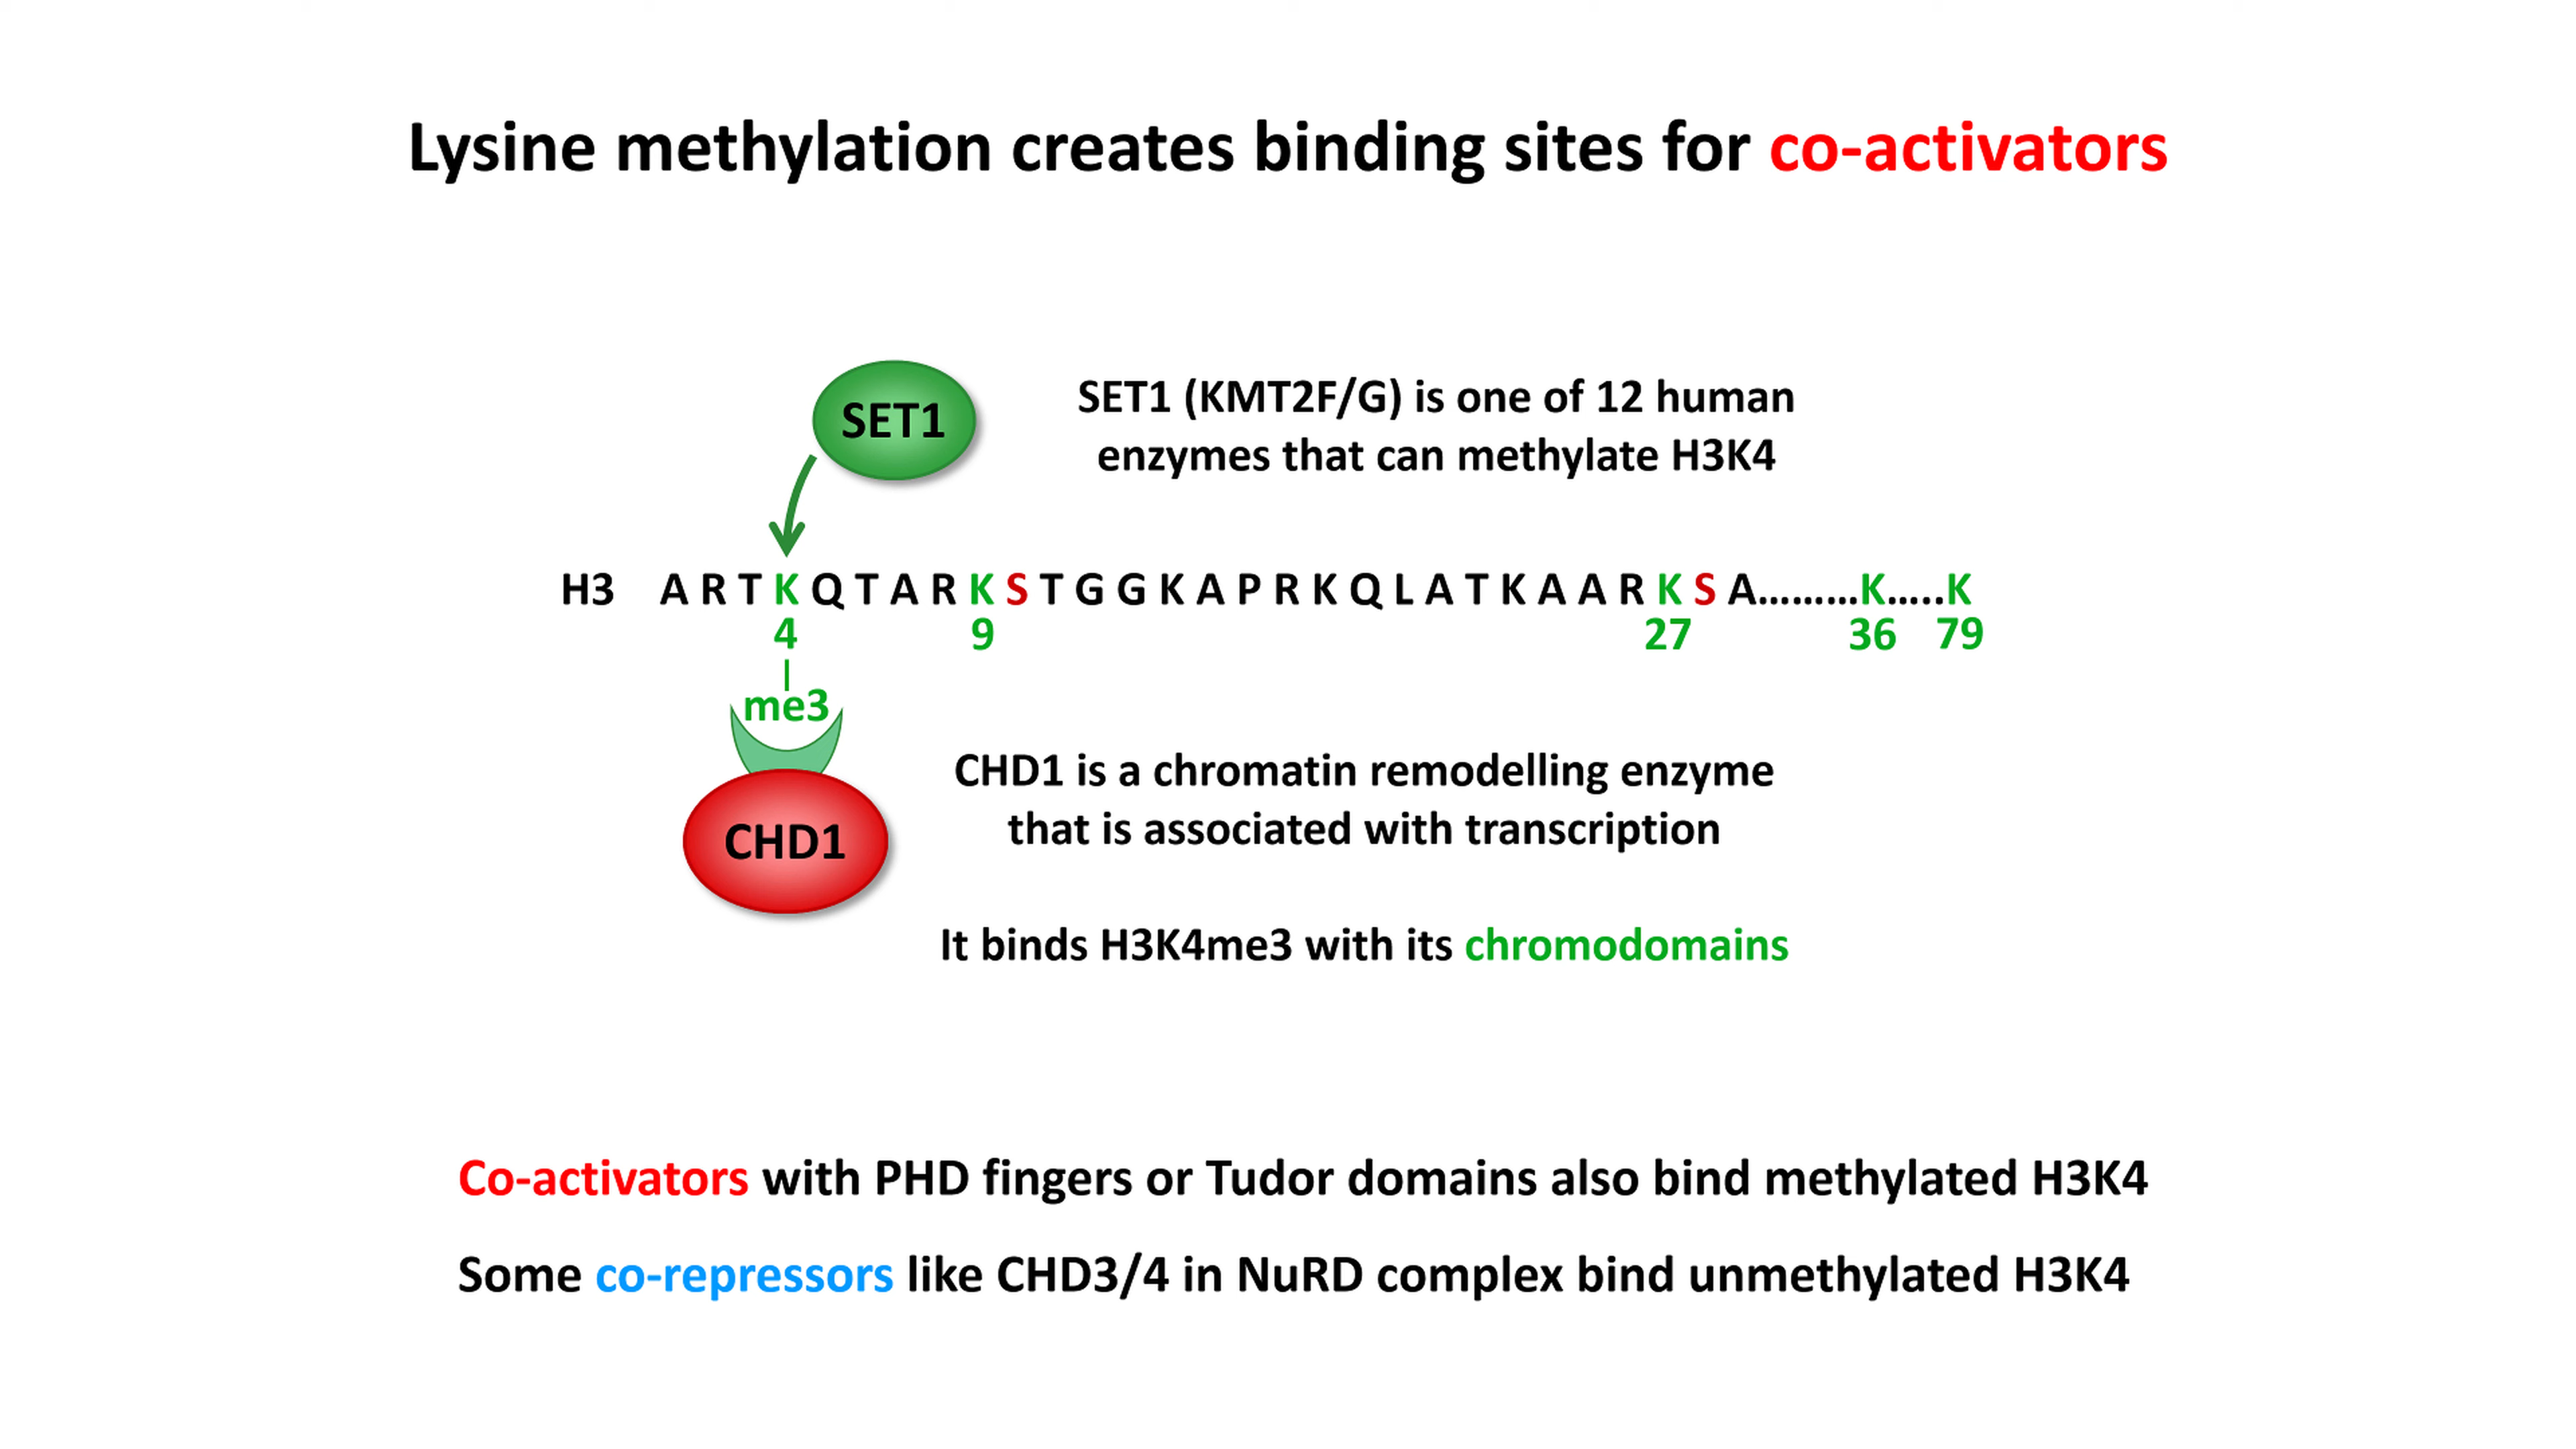 Lysine methylation creates binding sites for co-activators
SET1
SET1 (KMT2F/G) is one of 12 human
enzymes that can methylate H3K4
H3 A R T K Q T A R K S T G G K A P R K Q L A T K A A R K S A.........K.....K
4 9 27 36 79
me3
CHD1
CHD1 is a chromatin remodelling enzyme
that is associated with transcription
It binds H3K4me3 with its chromodomains
Co-activators with PHD fingers or Tudor domains also bind methylated H3K4
Some co-repressors like CHD3/4 in NuRD complex bind unmethylated H3K4